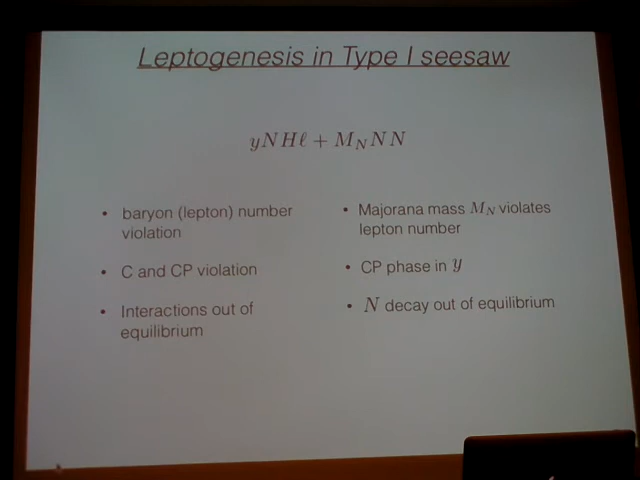 Leptogenesis in Type I seesaw
yNHℓ + M_N NN
• baryon (lepton) number
violation
• C and CP violation
• Interactions out of
equilibrium
• Majorana mass M_N violates
lepton number
• CP phase in y
• N decay out of equilibrium